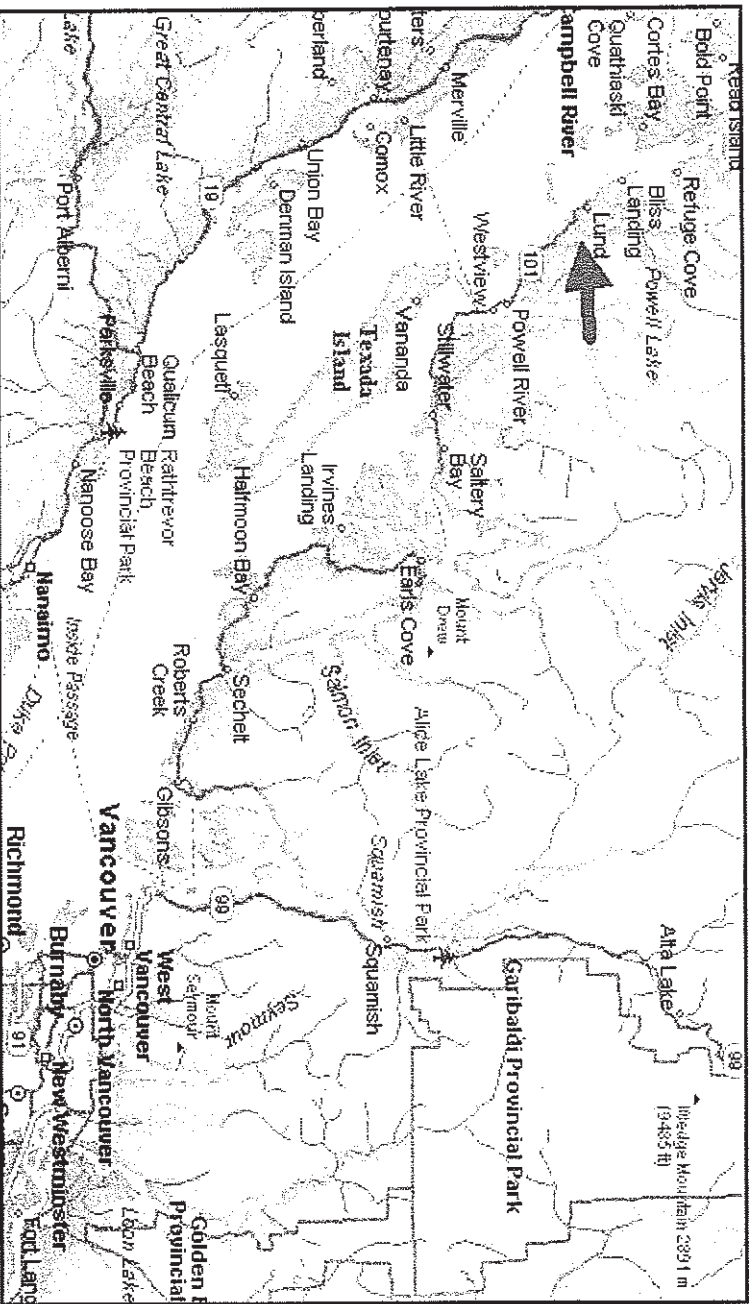 Read Island
Bold Point
Cortes Bay
Quathiaski
Cove
Campbell River
Refuge Cove
Bliss
Landing
Powell Lake
Lund
101
Powell River
Westview
Merville
Little River
Comox
Courtenay
Union Bay
Denman Island
Great Central Lake
Lake
19
Port Alberni
Vananda
Texada
Island
Stillwater
Saltery
Bay
Lasqueti
Qualicum
Beach
Parksville
Rathtrevor
Beach
Provincial Park
Nanoose Bay
Nanaimo
Inside Passage
Irvines
Landing
Halfmoon Bay
Earls Cove
Mount
Drew
Jervis Inlet
Salmon Inlet
Sechelt
Roberts
Creek
Gibsons
Alice Lake Provincial Park
Squamish
Squamish
99
Alta Lake
99
Wedge Mountain 2891 m
(9485 ft)
Garibaldi Provincial Park
Seymour
Mount
Seymour
West
Vancouver
Vancouver
North Vancouver
Burnaby
New Westminster
Richmond
91
Loon Lake
Provincial